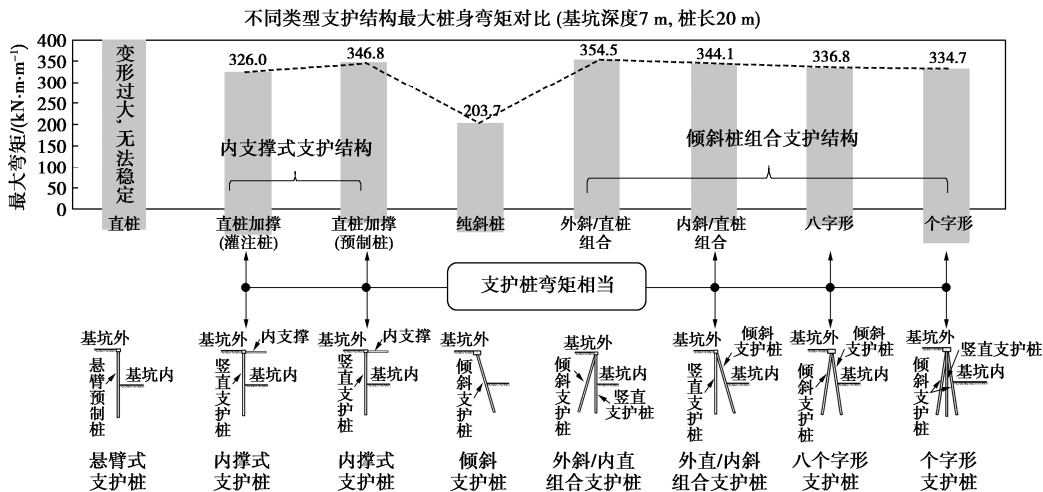 不同类型支护结构最大桩身弯矩对比 (基坑深度7 m, 桩长20 m)
最大弯矩/(kN·m·m⁻¹)
400
350
300
250
200
150
100
50
0
变形过大,无法稳定
326.0
346.8
203.7
354.5
344.1
336.8
334.7
内支撑式支护结构
倾斜桩组合支护结构
直桩
直桩加撑
(灌注桩)
直桩加撑
(预制桩)
纯斜桩
外斜/直桩
组合
内斜/直桩
组合
八字形
个字形
支护桩弯矩相当
基坑外
悬臂预制桩
基坑内
基坑外
内支撑
竖直支护桩
基坑内
基坑外
内支撑
竖直支护桩
基坑内
基坑外
倾斜支护桩
基坑内
基坑外
倾斜支护桩
基坑内
竖直
支护桩
基坑外
倾斜
支护桩
竖直支护桩
基坑内
基坑外
倾斜
支护桩
倾斜支护桩
基坑内
基坑外
竖直支护桩
倾斜支护桩
基坑内
悬臂式
支护桩
内撑式
支护桩
内撑式
支护桩
倾斜
支护桩
外斜/内直
组合支护桩
外直/内斜
组合支护桩
八个字形
支护桩
个字形
支护桩